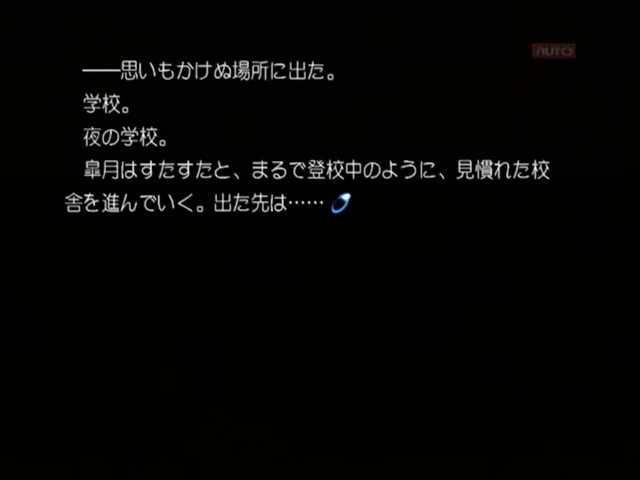 AUTO
――思いもかけぬ場所に出た。
学校。
夜の学校。
皐月はすたすたと、まるで登校中のように、見慣れた校
舎を進んでいく。出た先は……